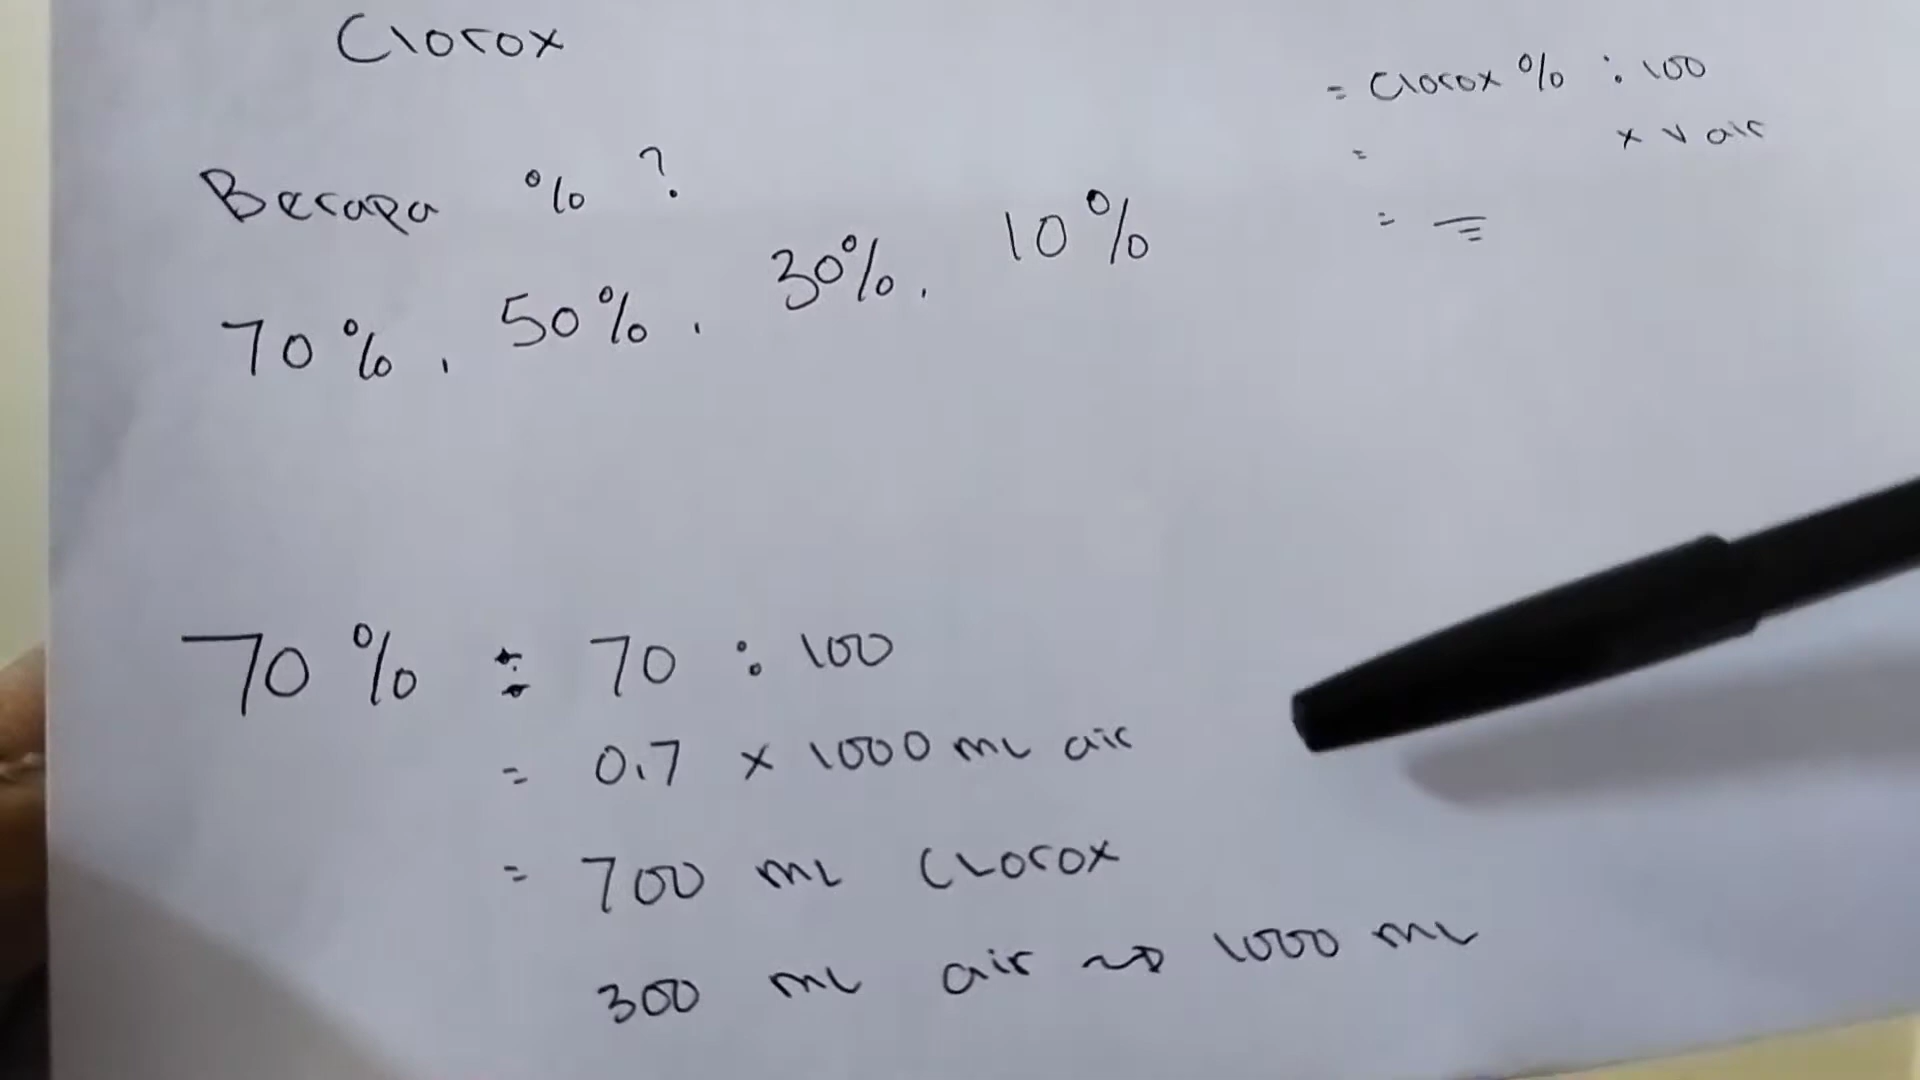 Clorox
= Clorox % : 100
= x v air
=
Berapa % ?
70%, 50%, 30%, 10%
70% = 70 : 100
= 0,7 x 1000 mL air
= 700 mL Clorox
300 mL air → 1000 mL